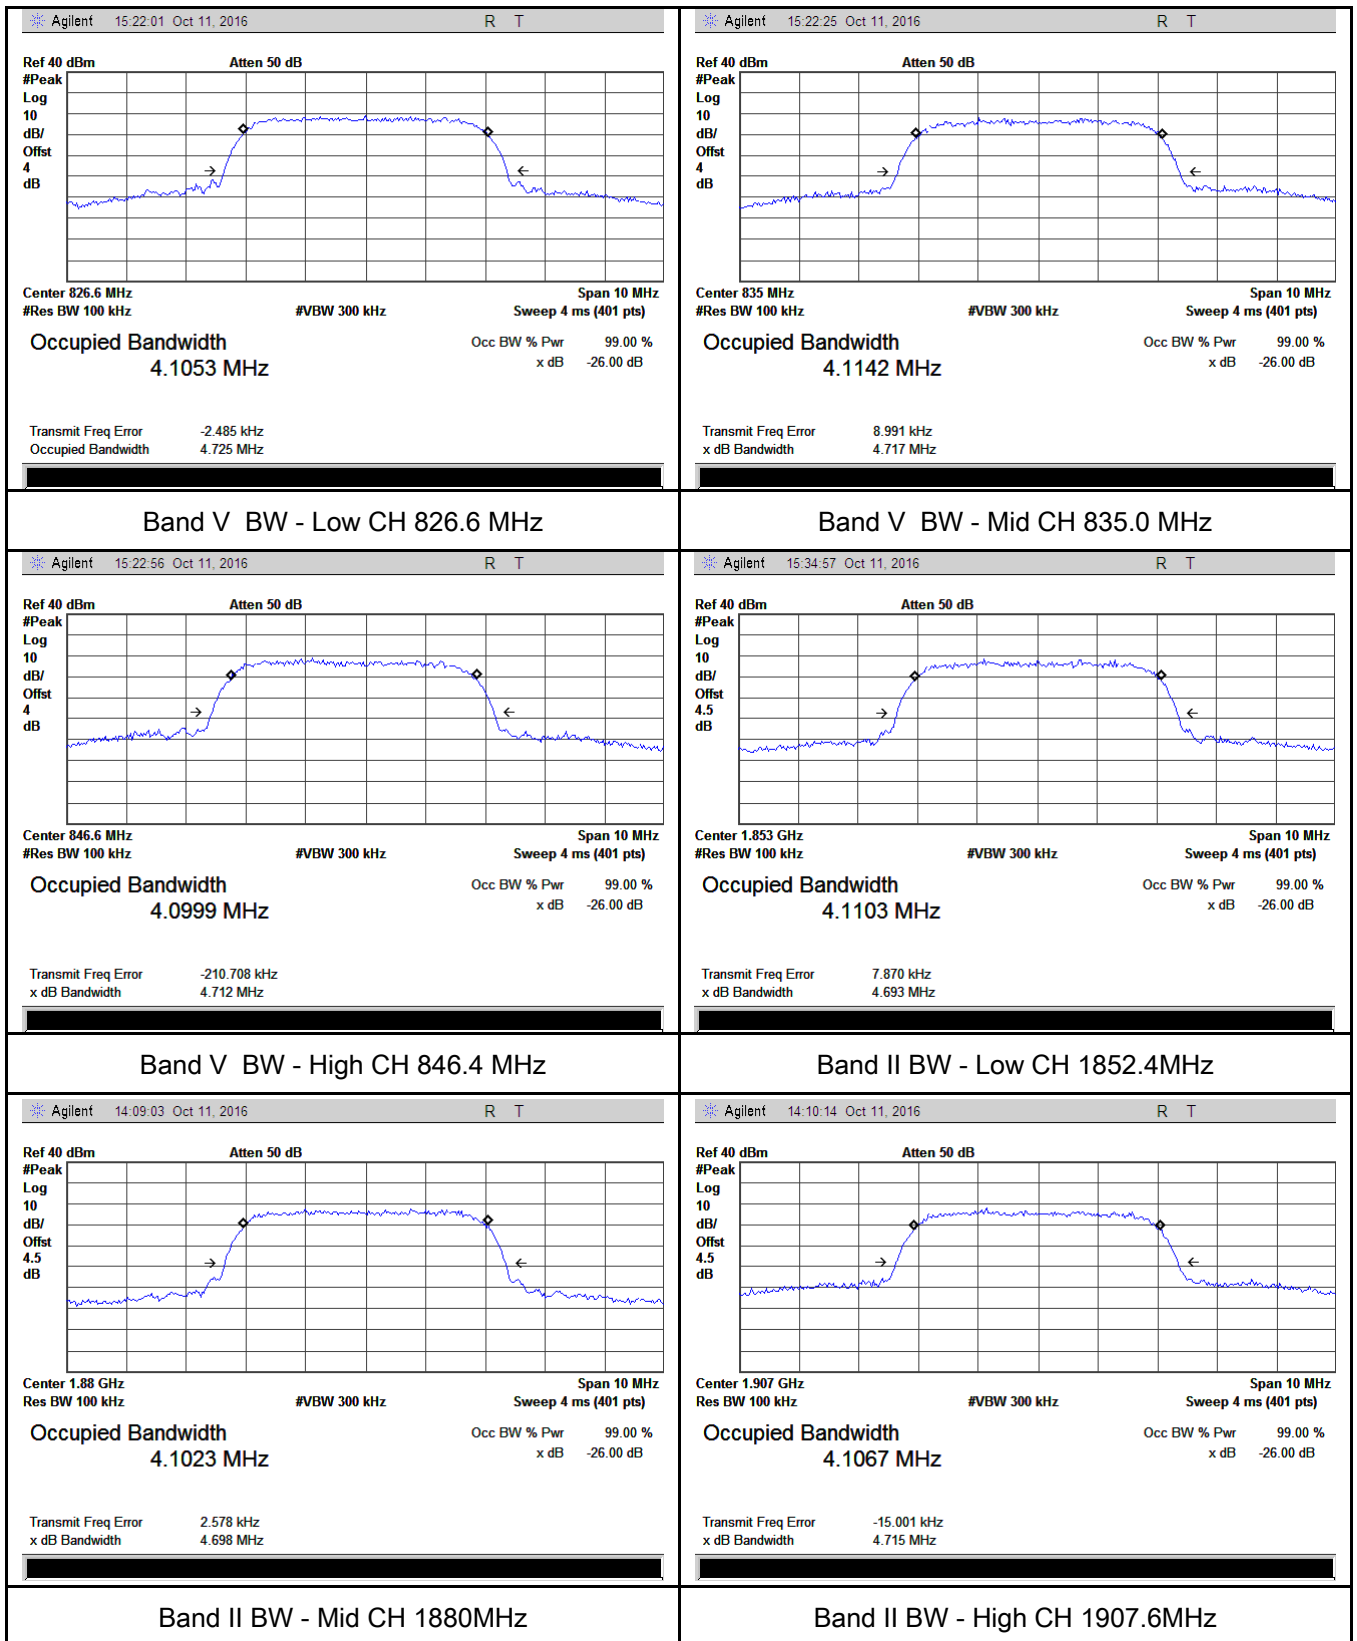 Agilent 15:22:01 Oct 11, 2016 R T
Ref 40 dBm Atten 50 dB
#Peak
Log
10
dB/
Offst
4
dB
Center 826.6 MHz Span 10 MHz
#Res BW 100 kHz #VBW 300 kHz Sweep 4 ms (401 pts)
Occupied Bandwidth Occ BW % Pwr 99.00 %
4.1053 MHz x dB -26.00 dB
Transmit Freq Error -2.485 kHz
Occupied Bandwidth 4.725 MHz
Band V BW - Low CH 826.6 MHz
Agilent 15:22:25 Oct 11, 2016 R T
Ref 40 dBm Atten 50 dB
#Peak
Log
10
dB/
Offst
4
dB
Center 835 MHz Span 10 MHz
#Res BW 100 kHz #VBW 300 kHz Sweep 4 ms (401 pts)
Occupied Bandwidth Occ BW % Pwr 99.00 %
4.1142 MHz x dB -26.00 dB
Transmit Freq Error 8.991 kHz
x dB Bandwidth 4.717 MHz
Band V BW - Mid CH 835.0 MHz
Agilent 15:22:56 Oct 11, 2016 R T
Ref 40 dBm Atten 50 dB
#Peak
Log
10
dB/
Offst
4
dB
Center 846.6 MHz Span 10 MHz
#Res BW 100 kHz #VBW 300 kHz Sweep 4 ms (401 pts)
Occupied Bandwidth Occ BW % Pwr 99.00 %
4.0999 MHz x dB -26.00 dB
Transmit Freq Error -210.708 kHz
x dB Bandwidth 4.712 MHz
Band V BW - High CH 846.4 MHz
Agilent 15:34:57 Oct 11, 2016 R T
Ref 40 dBm Atten 50 dB
#Peak
Log
10
dB/
Offst
4.5
dB
Center 1.853 GHz Span 10 MHz
#Res BW 100 kHz #VBW 300 kHz Sweep 4 ms (401 pts)
Occupied Bandwidth Occ BW % Pwr 99.00 %
4.1103 MHz x dB -26.00 dB
Transmit Freq Error 7.870 kHz
x dB Bandwidth 4.693 MHz
Band II BW - Low CH 1852.4MHz
Agilent 14:09:03 Oct 11, 2016 R T
Ref 40 dBm Atten 50 dB
#Peak
Log
10
dB/
Offst
4.5
dB
Center 1.88 GHz Span 10 MHz
Res BW 100 kHz #VBW 300 kHz Sweep 4 ms (401 pts)
Occupied Bandwidth Occ BW % Pwr 99.00 %
4.1023 MHz x dB -26.00 dB
Transmit Freq Error 2.578 kHz
x dB Bandwidth 4.698 MHz
Band II BW - Mid CH 1880MHz
Agilent 14:10:14 Oct 11, 2016 R T
Ref 40 dBm Atten 50 dB
#Peak
Log
10
dB/
Offst
4.5
dB
Center 1.907 GHz Span 10 MHz
Res BW 100 kHz #VBW 300 kHz Sweep 4 ms (401 pts)
Occupied Bandwidth Occ BW % Pwr 99.00 %
4.1067 MHz x dB -26.00 dB
Transmit Freq Error -15.001 kHz
x dB Bandwidth 4.715 MHz
Band II BW - High CH 1907.6MHz